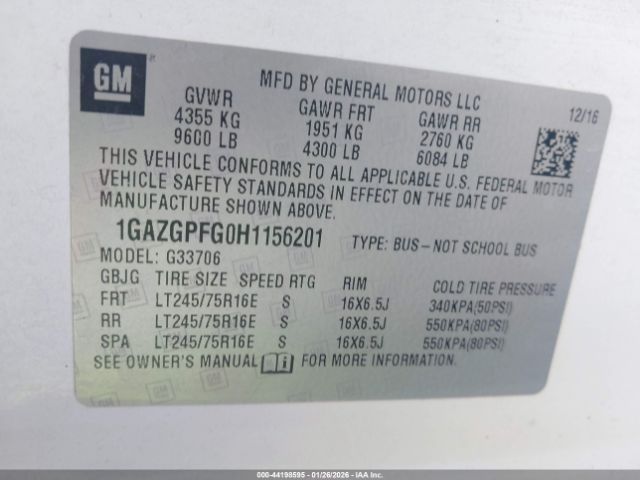 GM
MFD BY GENERAL MOTORS LLC
12/16
GVWR GAWR FRT GAWR RR
4355 KG 1951 KG 2760 KG
9600 LB 4300 LB 6084 LB
THIS VEHICLE CONFORMS TO ALL APPLICABLE U.S. FEDERAL MOTOR
VEHICLE SAFETY STANDARDS IN EFFECT ON THE DATE OF
MANUFACTURE SHOWN ABOVE.
1GAZGPFG0H1156201 TYPE: BUS–NOT SCHOOL BUS
MODEL: G33706
GBJG TIRE SIZE SPEED RTG RIM COLD TIRE PRESSURE
FRT LT245/75R16E S 16X6.5J 340KPA(50PSI)
RR LT245/75R16E S 16X6.5J 550KPA(80PSI)
SPA LT245/75R16E S 16X6.5J 550KPA(80PSI)
SEE OWNER'S MANUAL i FOR MORE INFORMATION.
000-44198595 - 01/26/2026 - IAAI.COM